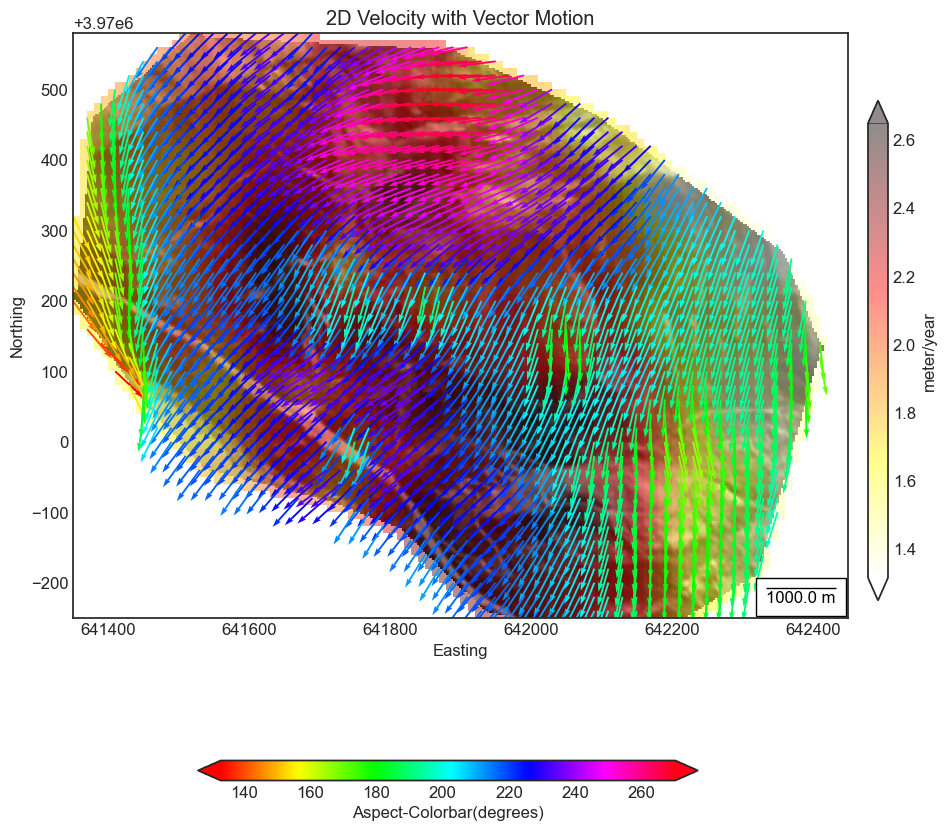 2D Velocity with Vector Motion
+3.97e6
500
400
300
200
100
0
−100
−200
Northing
641400 641600 641800 642000 642200 642400
Easting
1000.0 m
2.6
2.4
2.2
2.0
1.8
1.6
1.4
meter/year
140 160 180 200 220 240 260
Aspect-Colorbar(degrees)